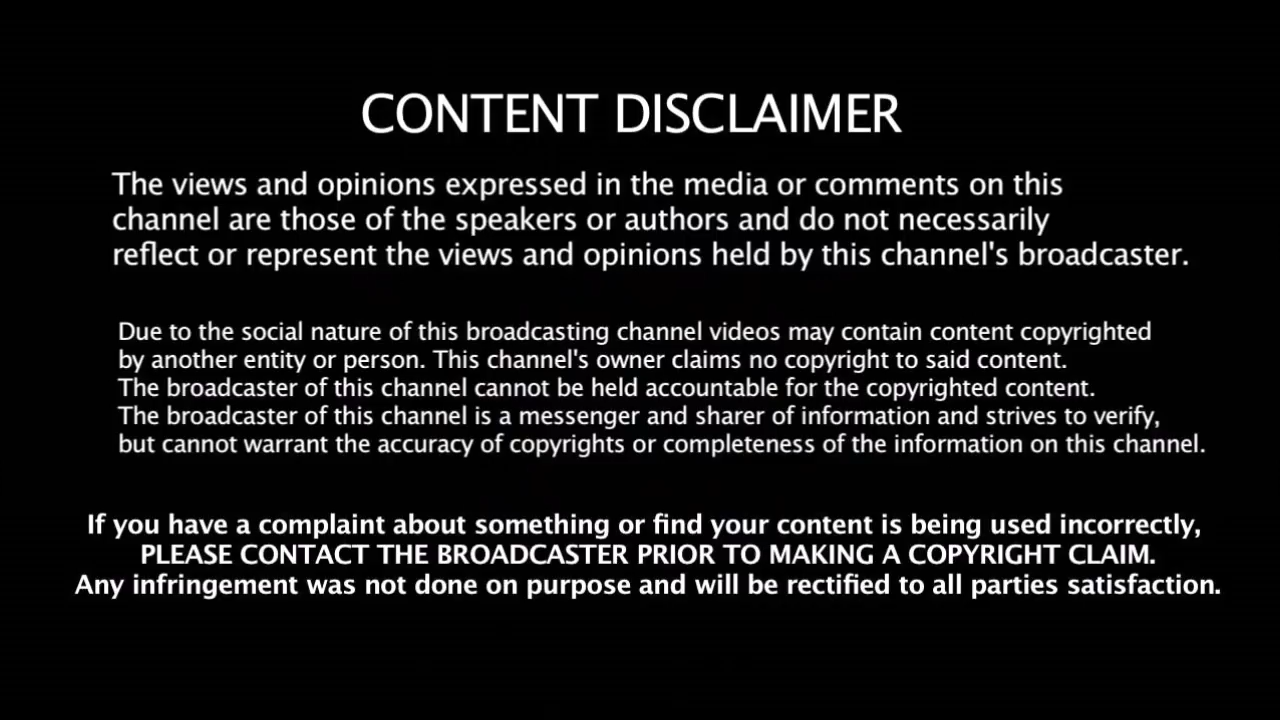 CONTENT DISCLAIMER
The views and opinions expressed in the media or comments on this
channel are those of the speakers or authors and do not necessarily
reflect or represent the views and opinions held by this channel's broadcaster.
Due to the social nature of this broadcasting channel videos may contain content copyrighted
by another entity or person. This channel's owner claims no copyright to said content.
The broadcaster of this channel cannot be held accountable for the copyrighted content.
The broadcaster of this channel is a messenger and sharer of information and strives to verify,
but cannot warrant the accuracy of copyrights or completeness of the information on this channel.
If you have a complaint about something or find your content is being used incorrectly,
PLEASE CONTACT THE BROADCASTER PRIOR TO MAKING A COPYRIGHT CLAIM.
Any infringement was not done on purpose and will be rectified to all parties satisfaction.